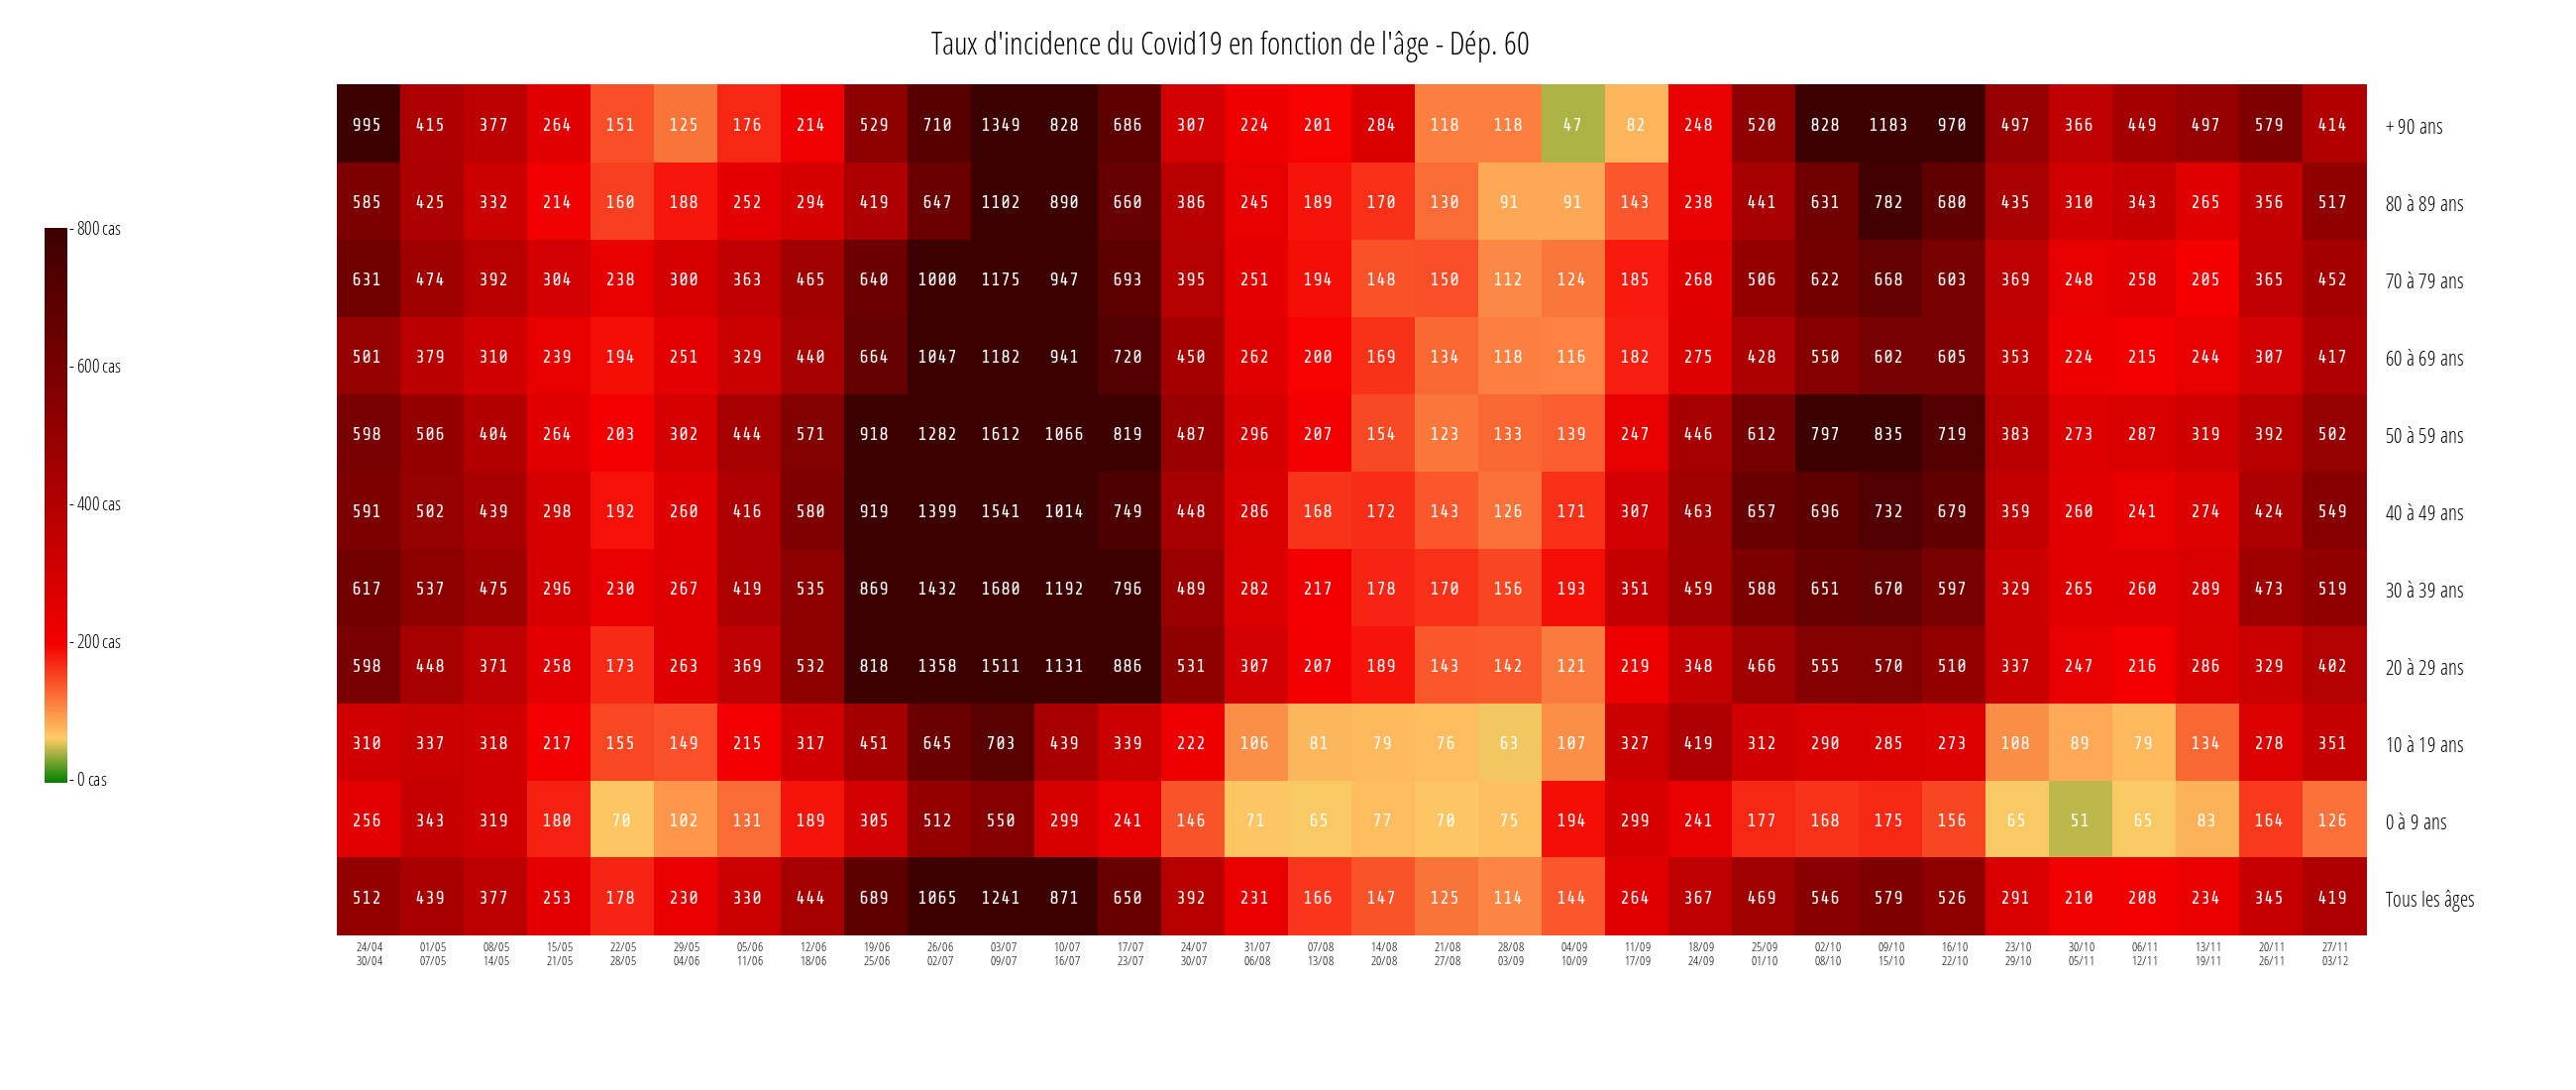 Taux d'incidence du Covid19 en fonction de l'âge - Dép. 60
- 800 cas
- 600 cas
- 400 cas
- 200 cas
- 0 cas
995 415 377 264 151 125 176 214 529 710 1349 828 686 307 224 201 284 118 118 47 82 248 520 828 1183 970 497 366 449 497 579 414 + 90 ans
585 425 332 214 160 188 252 294 419 647 1102 890 660 386 245 189 170 130 91 91 143 238 441 631 782 680 435 310 343 265 356 517 80 à 89 ans
631 474 392 304 238 300 363 465 640 1000 1175 947 693 395 251 194 148 150 112 124 185 268 506 622 668 603 369 248 258 205 365 452 70 à 79 ans
501 379 310 239 194 251 329 440 664 1047 1182 941 720 450 262 200 169 134 118 116 182 275 428 550 602 605 353 224 215 244 307 417 60 à 69 ans
598 506 404 264 203 302 444 571 918 1282 1612 1066 819 487 296 207 154 123 133 139 247 446 612 797 835 719 383 273 287 319 392 502 50 à 59 ans
591 502 439 298 192 260 416 580 919 1399 1541 1014 749 448 286 168 172 143 126 171 307 463 657 696 732 679 359 260 241 274 424 549 40 à 49 ans
617 537 475 296 230 267 419 535 869 1432 1680 1192 796 489 282 217 178 170 156 193 351 459 588 651 670 597 329 265 260 289 473 519 30 à 39 ans
598 448 371 258 173 263 369 532 818 1358 1511 1131 886 531 307 207 189 143 142 121 219 348 466 555 570 510 337 247 216 286 329 402 20 à 29 ans
310 337 318 217 155 149 215 317 451 645 703 439 339 222 106 81 79 76 63 107 327 419 312 290 285 273 108 89 79 134 278 351 10 à 19 ans
256 343 319 180 70 102 131 189 305 512 550 299 241 146 71 65 77 70 75 194 299 241 177 168 175 156 65 51 65 83 164 126 0 à 9 ans
512 439 377 253 178 230 330 444 689 1065 1241 871 650 392 231 166 147 125 114 144 264 367 469 546 579 526 291 210 208 234 345 419 Tous les âges
24/04 01/05 08/05 15/05 22/05 29/05 05/06 12/06 19/06 26/06 03/07 10/07 17/07 24/07 31/07 07/08 14/08 21/08 28/08 04/09 11/09 18/09 25/09 02/10 09/10 16/10 23/10 30/10 06/11 13/11 20/11 27/11
30/04 07/05 14/05 21/05 28/05 04/06 11/06 18/06 25/06 02/07 09/07 16/07 23/07 30/07 06/08 13/08 20/08 27/08 03/09 10/09 17/09 24/09 01/10 08/10 15/10 22/10 29/10 05/11 12/11 19/11 26/11 03/12